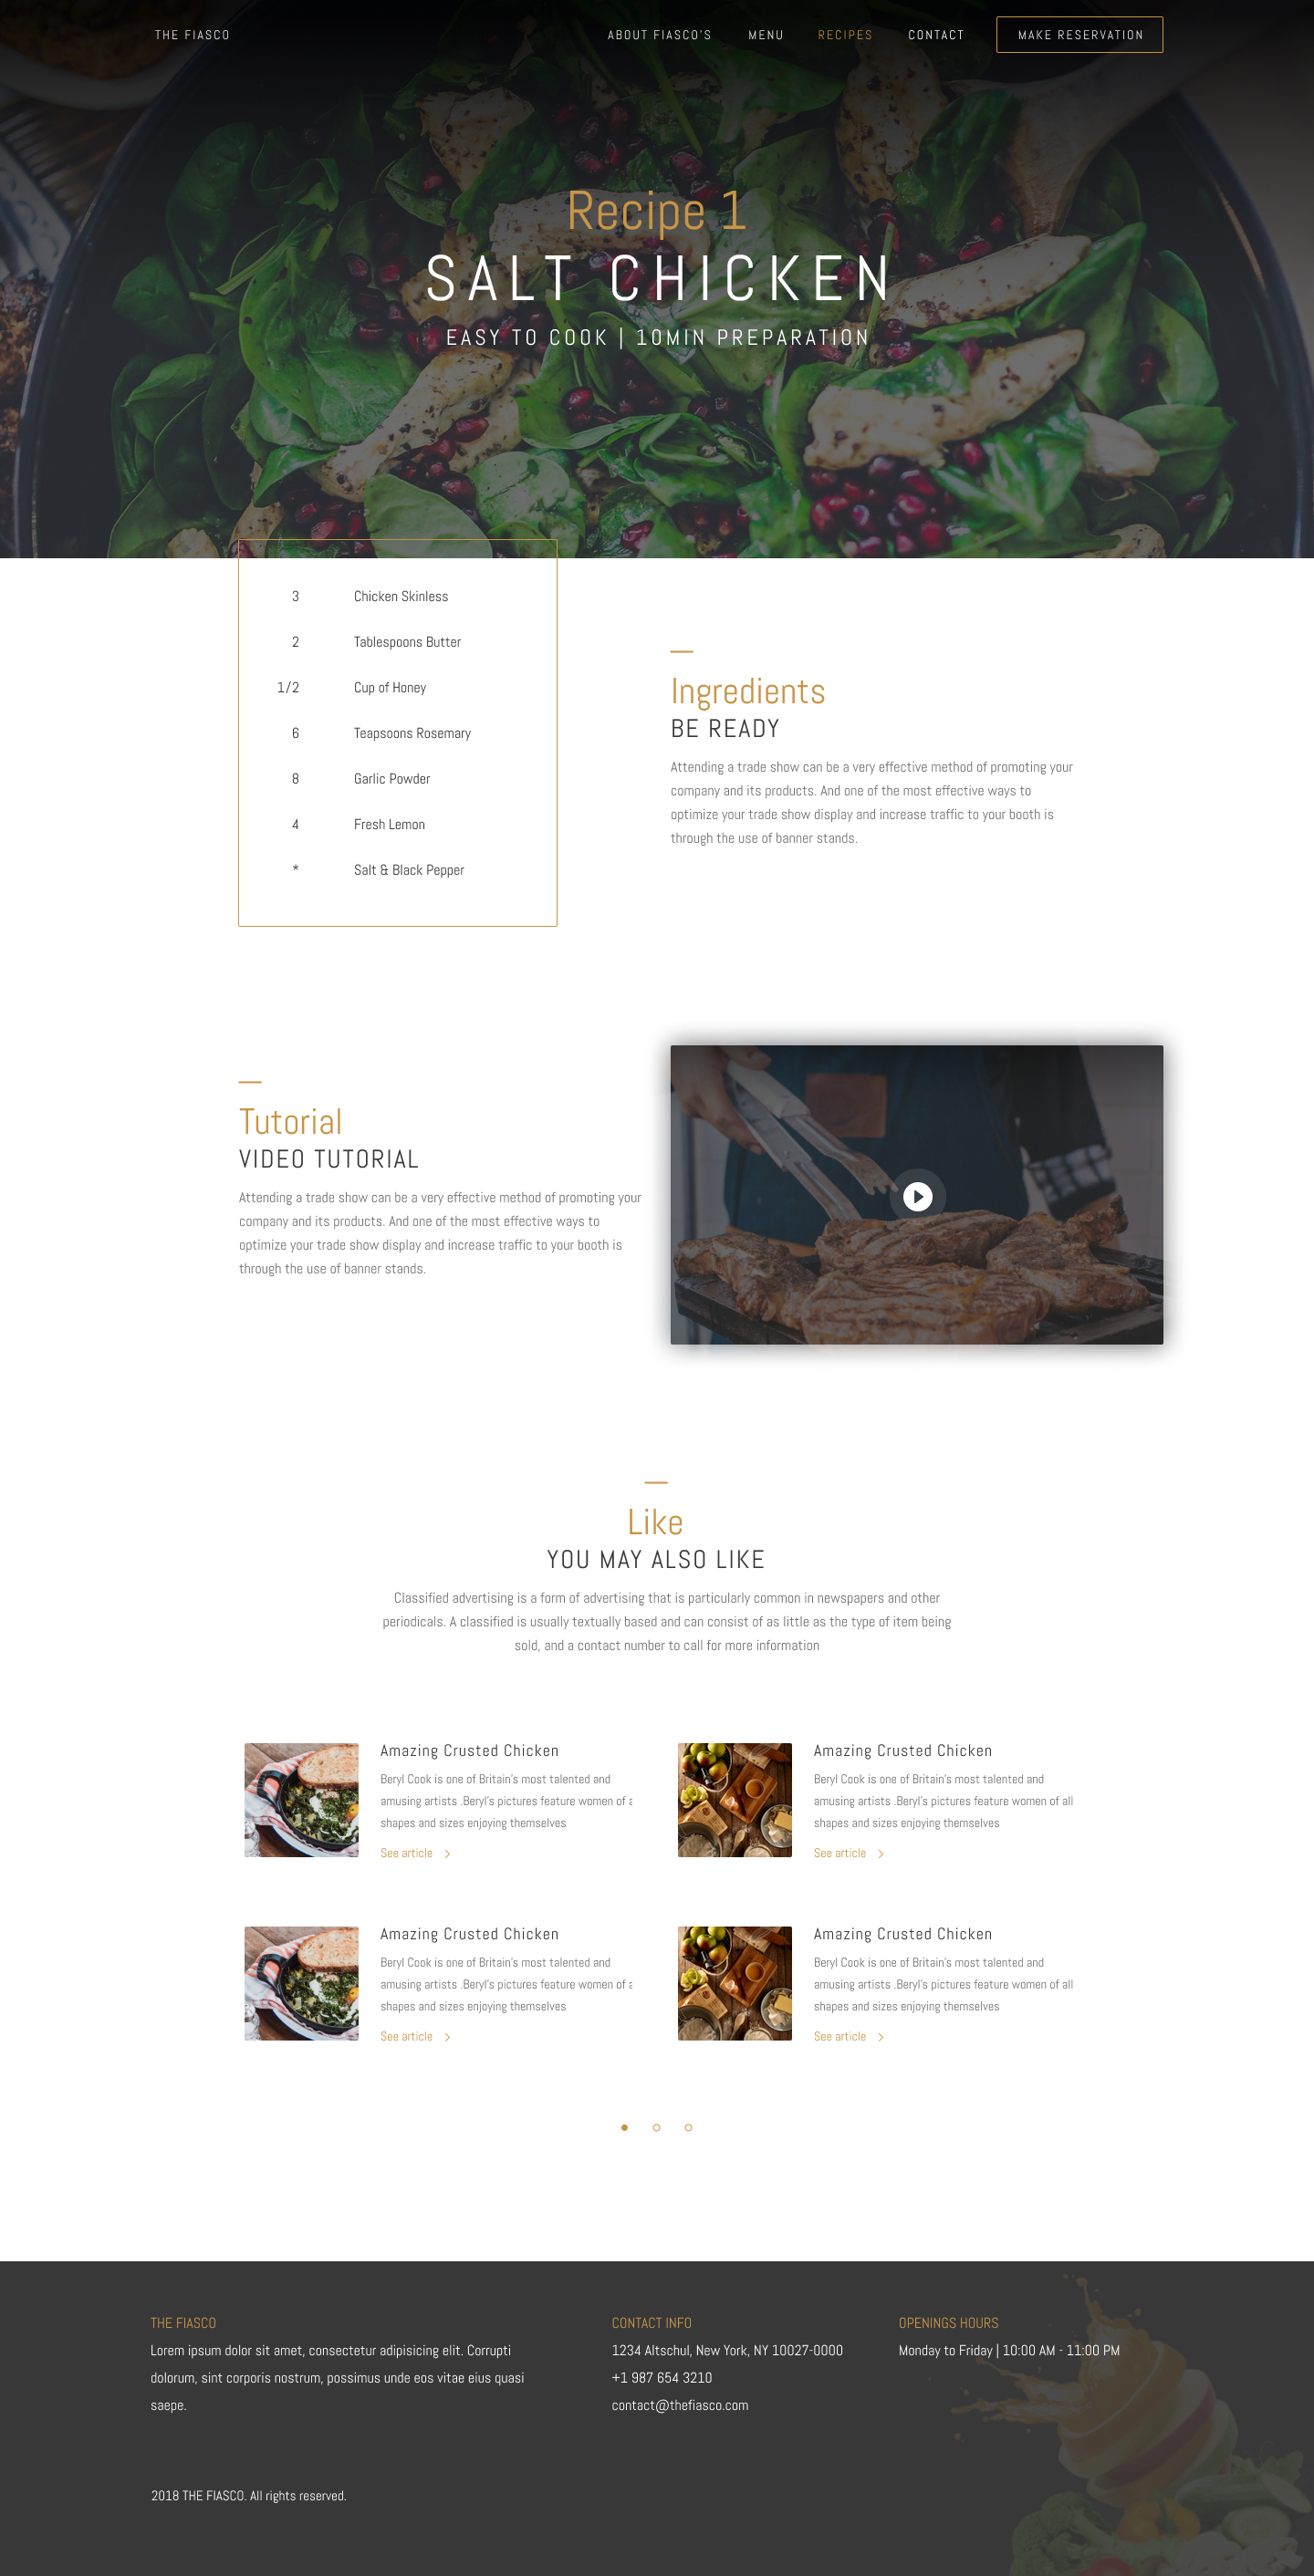 THE FIASCO
ABOUT FIASCO'S
MENU
RECIPES
CONTACT
MAKE RESERVATION
Recipe 1
SALT CHICKEN
EASY TO COOK | 10MIN PREPARATION
3 Chicken Skinless
2 Tablespoons Butter
1/2 Cup of Honey
6 Teapsoons Rosemary
8 Garlic Powder
4 Fresh Lemon
* Salt & Black Pepper
Ingredients
BE READY
Attending a trade show can be a very effective method of promoting your
company and its products. And one of the most effective ways to
optimize your trade show display and increase traffic to your booth is
through the use of banner stands.
Tutorial
VIDEO TUTORIAL
Attending a trade show can be a very effective method of promoting your
company and its products. And one of the most effective ways to
optimize your trade show display and increase traffic to your booth is
through the use of banner stands.
Like
YOU MAY ALSO LIKE
Classified advertising is a form of advertising that is particularly common in newspapers and other
periodicals. A classified is usually textually based and can consist of as little as the type of item being
sold, and a contact number to call for more information
Amazing Crusted Chicken
Beryl Cook is one of Britain's most talented and
amusing artists .Beryl's pictures feature women of
shapes and sizes enjoying themselves
See article
Amazing Crusted Chicken
Beryl Cook is one of Britain's most talented and
amusing artists .Beryl's pictures feature women of all
shapes and sizes enjoying themselves
See article
Amazing Crusted Chicken
Beryl Cook is one of Britain's most talented and
amusing artists .Beryl's pictures feature women of
shapes and sizes enjoying themselves
See article
Amazing Crusted Chicken
Beryl Cook is one of Britain's most talented and
amusing artists .Beryl's pictures feature women of all
shapes and sizes enjoying themselves
See article
THE FIASCO
Lorem ipsum dolor sit amet, consectetur adipisicing elit. Corrupti
dolorum, sint corporis nostrum, possimus unde eos vitae eius quasi
saepe.
CONTACT INFO
1234 Altschul, New York, NY 10027-0000
+1 987 654 3210
contact@thefiasco.com
OPENINGS HOURS
Monday to Friday | 10:00 AM - 11:00 PM
2018 THE FIASCO. All rights reserved.